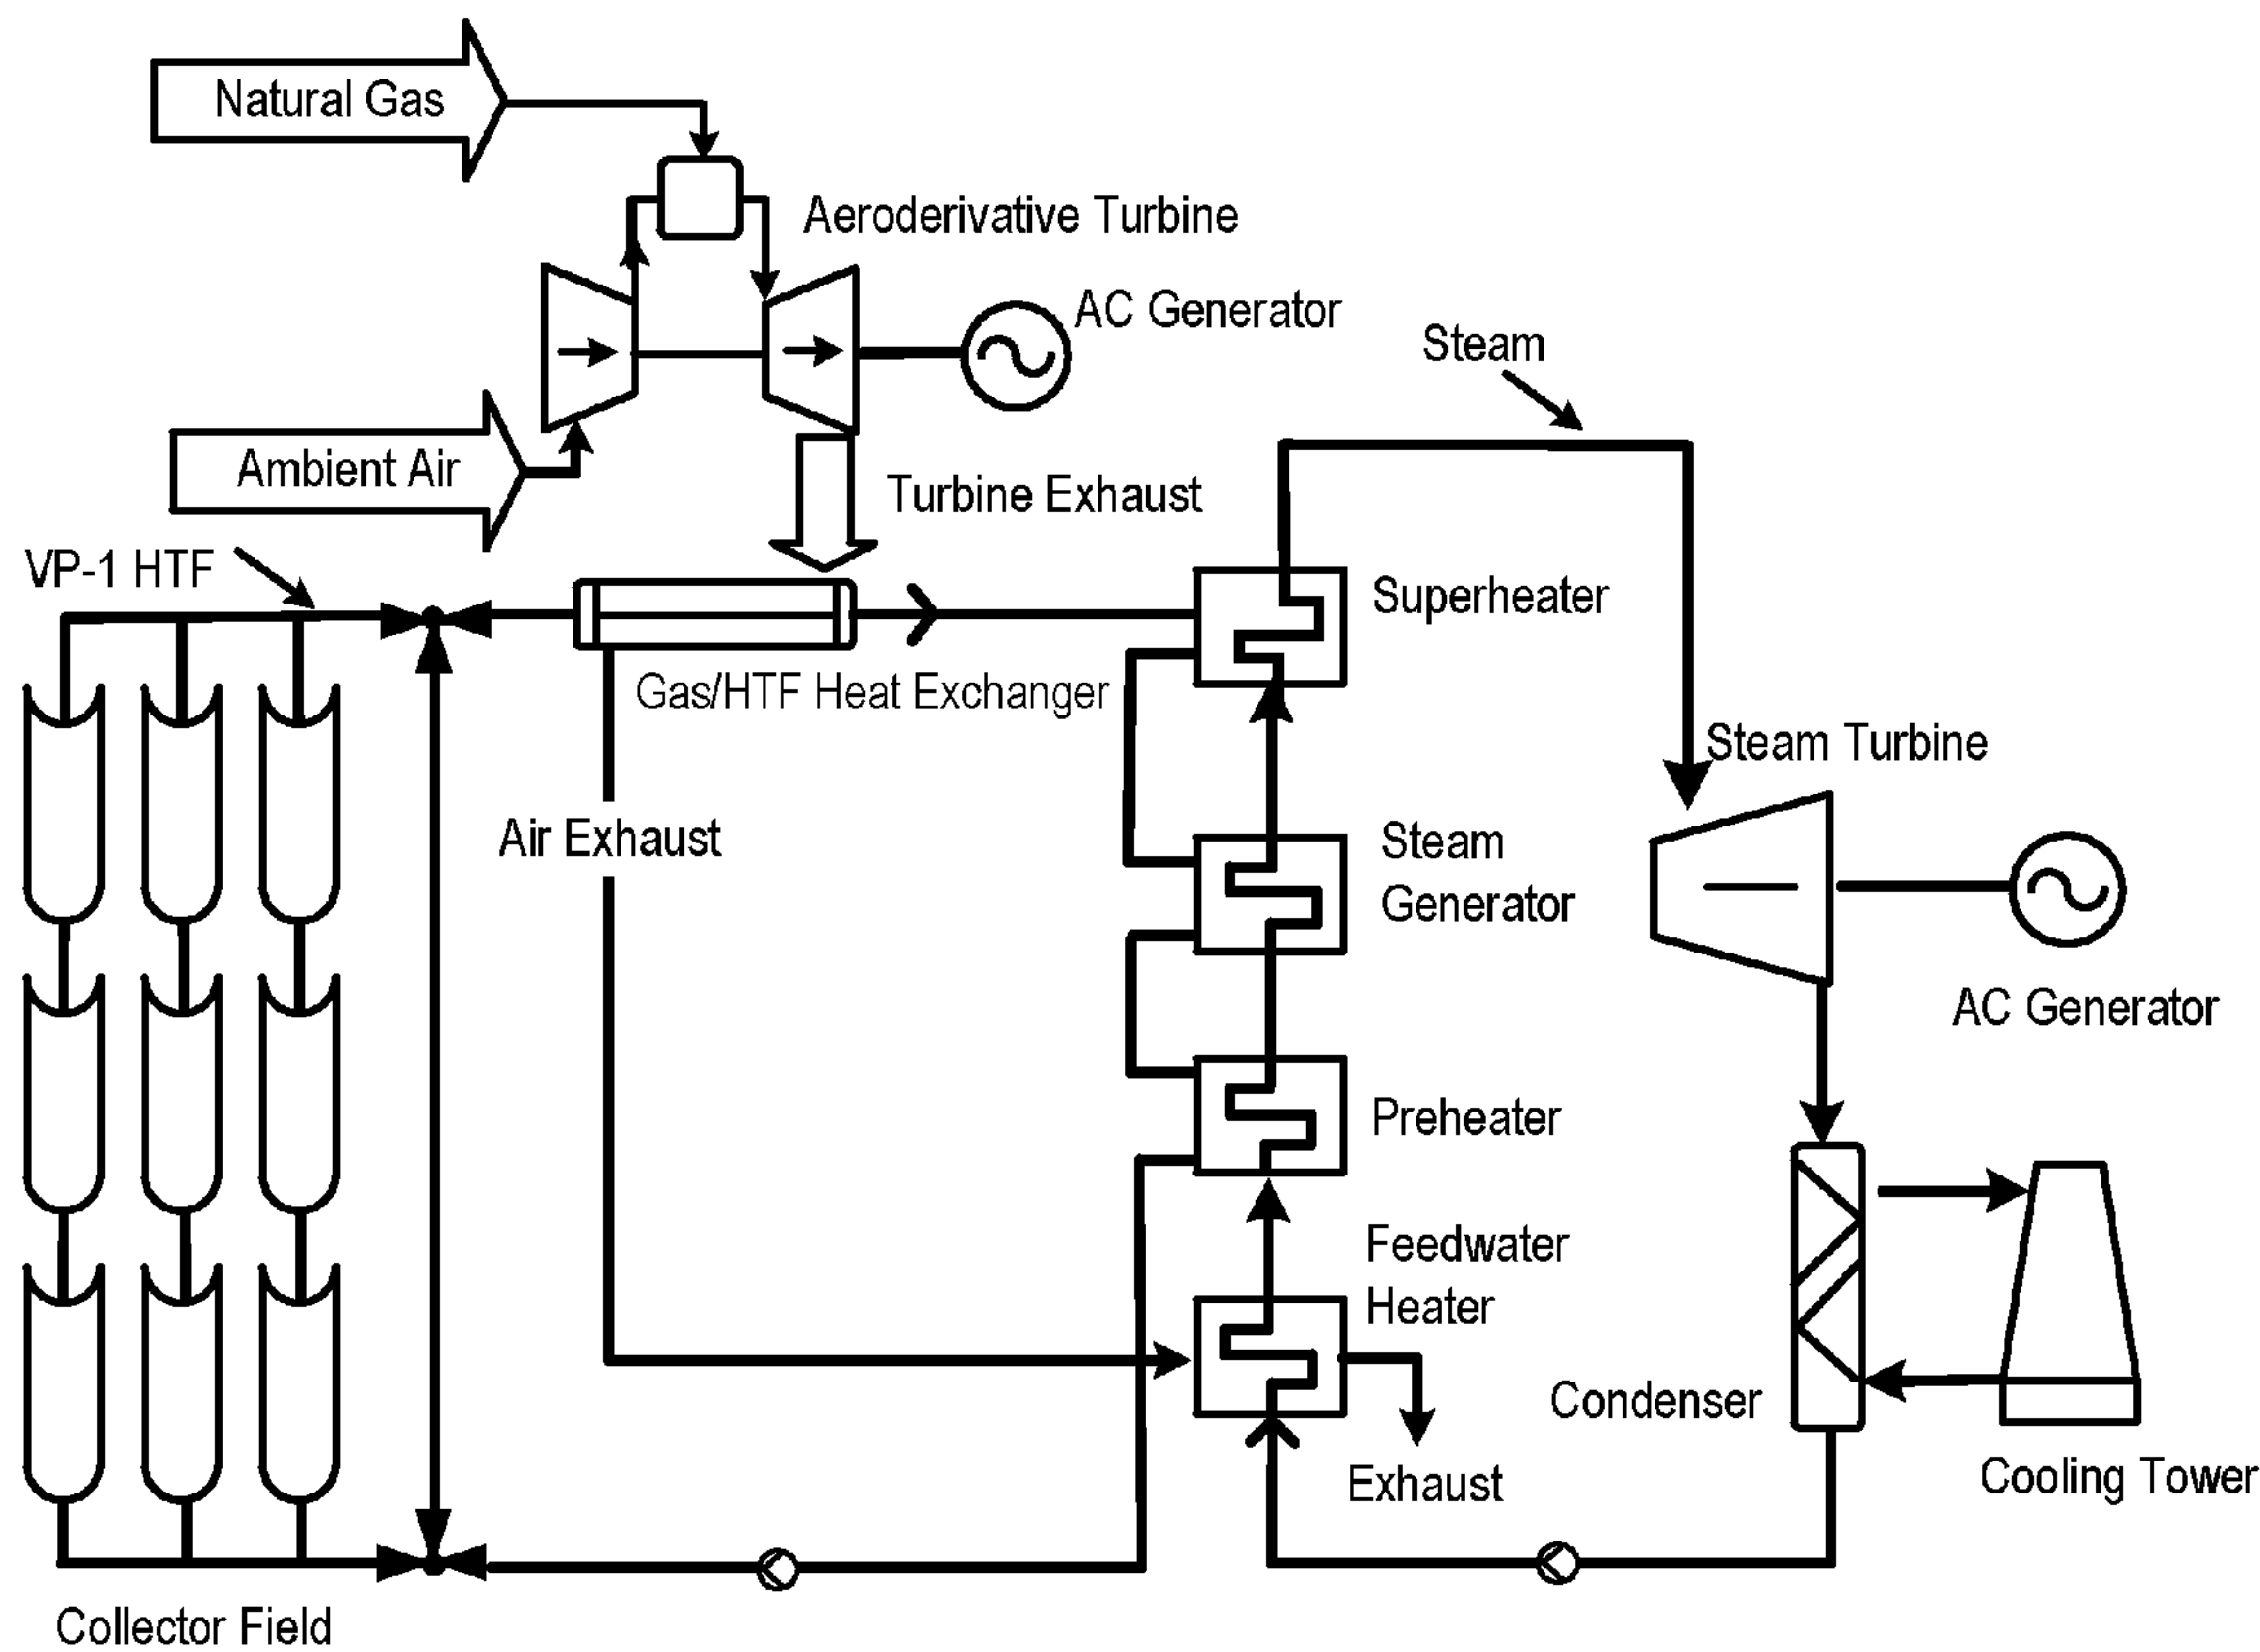 Natural Gas
Aeroderivative Turbine
AC Generator
Steam
Ambient Air
Turbine Exhaust
VP-1 HTF
Superheater
Gas/HTF Heat Exchanger
Steam Turbine
Air Exhaust
Steam
Generator
AC Generator
Preheater
Feedwater
Heater
Condenser
Exhaust
Cooling Tower
Collector Field